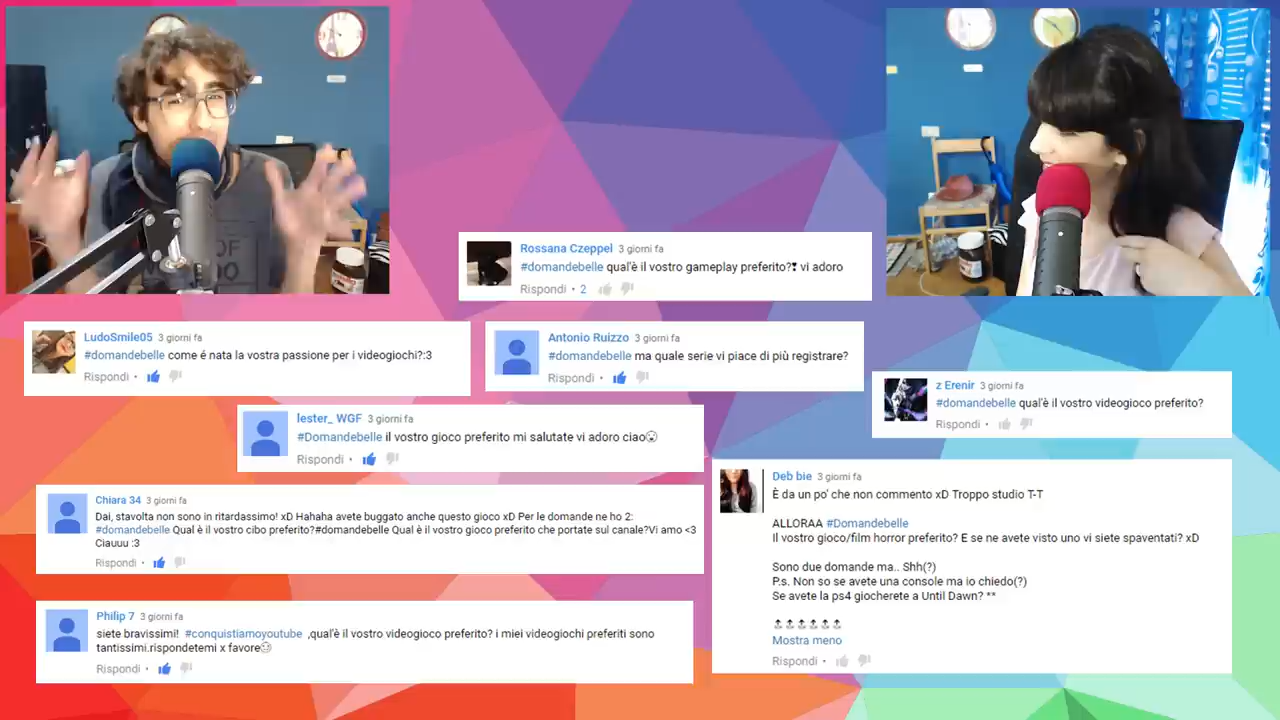 Rossana Czeppel 3 giorni fa
#domandebelle qual'è il vostro gameplay preferito?❣ vi adoro
Rispondi • 2
LudoSmile05 3 giorni fa
#domandebelle come é nata la vostra passione per i videogiochi?:3
Rispondi •
Antonio Ruizzo 3 giorni fa
#domandebelle ma quale serie vi piace di più registrare?
Rispondi •
z Erenir 3 giorni fa
#domandebelle qual'è il vostro videogioco preferito?
Rispondi •
lester_ WGF 3 giorni fa
#Domandebelle il vostro gioco preferito mi salutate vi adoro ciao
Rispondi •
Deb bie 3 giorni fa
È da un po' che non commento xD Troppo studio T-T
ALLORAA #Domandebelle
Il vostro gioco/film horror preferito? E se ne avete visto uno vi siete spaventati? xD
Sono due domande ma.. Shh(?)
P.s. Non so se avete una console ma io chiedo(?)
Se avete la ps4 giocherete a Until Dawn? **
Mostra meno
Rispondi •
Chiara 34 3 giorni fa
Dai, stavolta non sono in ritardassimo! xD Hahaha avete buggato anche questo gioco xD Per le domande ne ho 2:
#domandebelle Qual è il vostro cibo preferito?#domandebelle Qual è il vostro gioco preferito che portate sul canale?Vi amo <3
Ciauuu :3
Rispondi •
Philip 7 3 giorni fa
siete bravissimi! #conquistiamoyoutube ,qual'è il vostro videogioco preferito? i miei videogiochi preferiti sono
tantissimi.rispondetemi x favore
Rispondi •